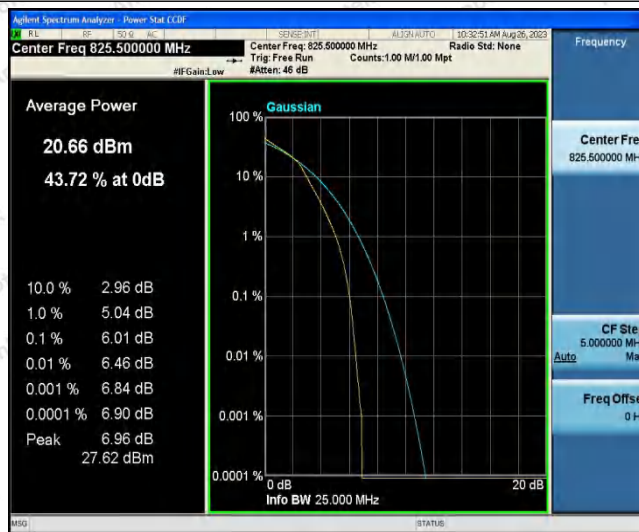 Agilent Spectrum Analyzer - Power Stat CCDF
RL RF 50 Ω AC SENSE:INT ALIGN AUTO 10:32:51 AM Aug 26, 2023
Center Freq 825.500000 MHz
Center Freq: 825.500000 MHz Radio Std: None
Trig: Free Run Counts:1.00 M/1.00 Mpt
#IFGain:Low #Atten: 46 dB
Frequency
Average Power
20.66 dBm
43.72 % at 0dB
10.0 % 2.96 dB
1.0 % 5.04 dB
0.1 % 6.01 dB
0.01 % 6.46 dB
0.001 % 6.84 dB
0.0001 % 6.90 dB
Peak 6.96 dB
27.62 dBm
Gaussian
100 %
10 %
1 %
0.1 %
0.01 %
0.001 %
0.0001 %
0 dB 20 dB
Info BW 25.000 MHz
Center Fre
825.500000 MH
CF Ste
5.000000 MH
Auto Ma
Freq Offse
0 H
MSG STATUS